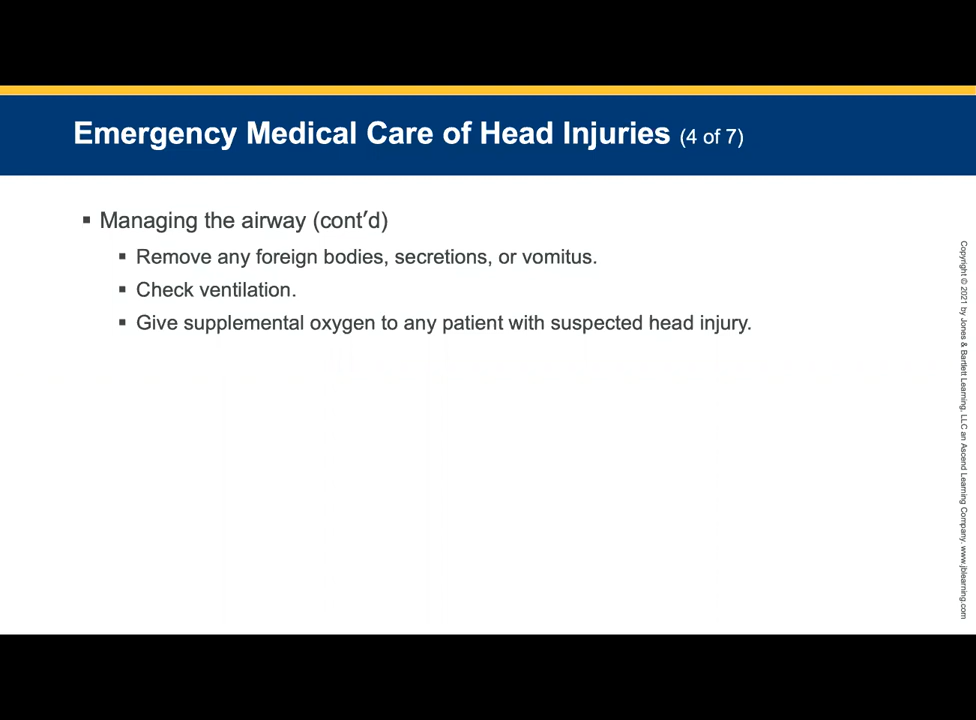 Emergency Medical Care of Head Injuries (4 of 7)
▪ Managing the airway (cont′d)
▪ Remove any foreign bodies, secretions, or vomitus.
▪ Check ventilation.
▪ Give supplemental oxygen to any patient with suspected head injury.
Copyright © 2021 by Jones & Bartlett Learning, LLC an Ascend Learning Company. www.jblearning.com